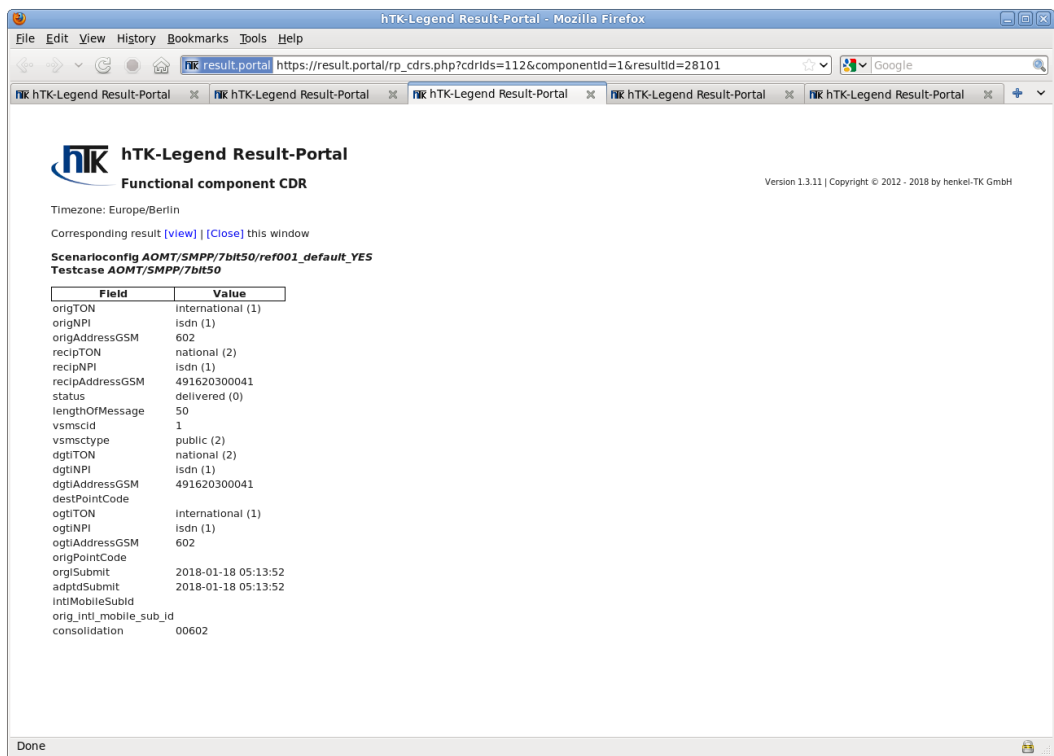 hTK-Legend Result-Portal - Mozilla Firefox
File Edit View History Bookmarks Tools Help
hTK result.portal https://result.portal/rp_cdrs.php?cdrIds=112&componentId=1&resultId=28101 Google
hTK hTK-Legend Result-Portal hTK hTK-Legend Result-Portal hTK hTK-Legend Result-Portal hTK hTK-Legend Result-Portal hTK hTK-Legend Result-Portal
hTK hTK-Legend Result-Portal
Functional component CDR Version 1.3.11 | Copyright © 2012 - 2018 by henkel-TK GmbH
Timezone: Europe/Berlin
Corresponding result [view] | [Close] this window
Scenarioconfig AOMT/SMPP/7bit50/ref001_default_YES
Testcase AOMT/SMPP/7bit50
Field Value
origTON international (1)
origNPI isdn (1)
origAddressGSM 602
recipTON national (2)
recipNPI isdn (1)
recipAddressGSM 491620300041
status delivered (0)
lengthOfMessage 50
vsmscid 1
vsmsctype public (2)
dgtiTON national (2)
dgtiNPI isdn (1)
dgtiAddressGSM 491620300041
destPointCode
ogtiTON international (1)
ogtiNPI isdn (1)
ogtiAddressGSM 602
origPointCode
orglSubmit 2018-01-18 05:13:52
adptdSubmit 2018-01-18 05:13:52
intlMobileSubId
orig_intl_mobile_sub_id
consolidation 00602
Done